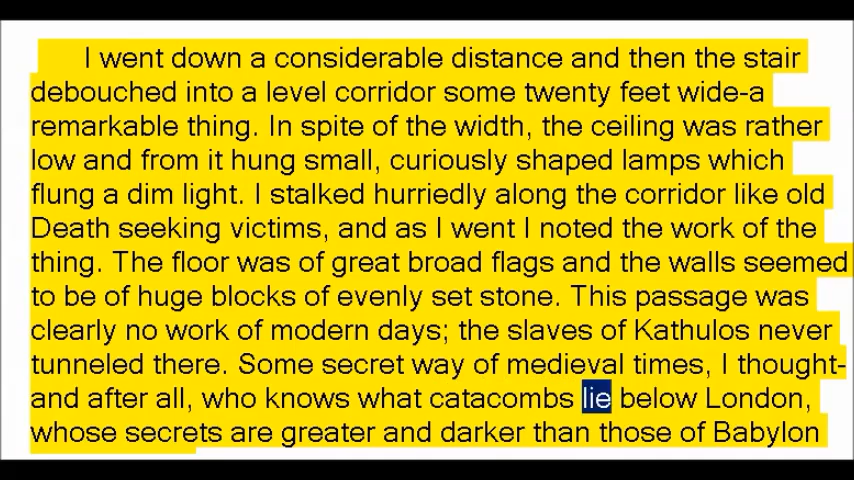 I went down a considerable distance and then the stair
debouched into a level corridor some twenty feet wide-a
remarkable thing. In spite of the width, the ceiling was rather
low and from it hung small, curiously shaped lamps which
flung a dim light. I stalked hurriedly along the corridor like old
Death seeking victims, and as I went I noted the work of the
thing. The floor was of great broad flags and the walls seemed
to be of huge blocks of evenly set stone. This passage was
clearly no work of modern days; the slaves of Kathulos never
tunneled there. Some secret way of medieval times, I thought-
and after all, who knows what catacombs lie below London,
whose secrets are greater and darker than those of Babylon